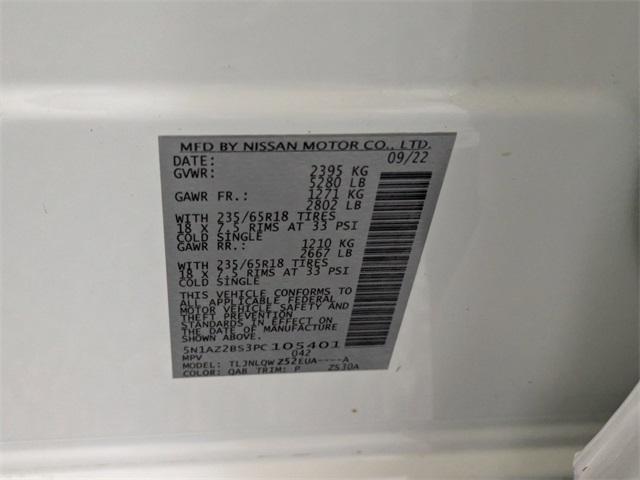 MFD BY NISSAN MOTOR CO., LTD.
DATE: 09/22
GVWR: 2395 KG
5280 LB
GAWR FR.: 1271 KG
2802 LB
WITH 235/65R18 TIRES
18 X 7.5 RIMS AT 33 PSI
COLD SINGLE
GAWR RR.: 1210 KG
2667 LB
WITH 235/65R18 TIRES
18 X 7.5 RIMS AT 33 PSI
COLD SINGLE
THIS VEHICLE CONFORMS TO
ALL APPLICABLE FEDERAL
MOTOR VEHICLE SAFETY AND
THEFT PREVENTION
STANDARDS IN EFFECT ON
THE DATE OF MANUFACTURE
SHOWN ABOVE.
5N1AZ2BS3PC105401
MPV 042
MODEL: TLJNLQWZ52EUA----A
COLOR: QAB TRIM: P ZS30A